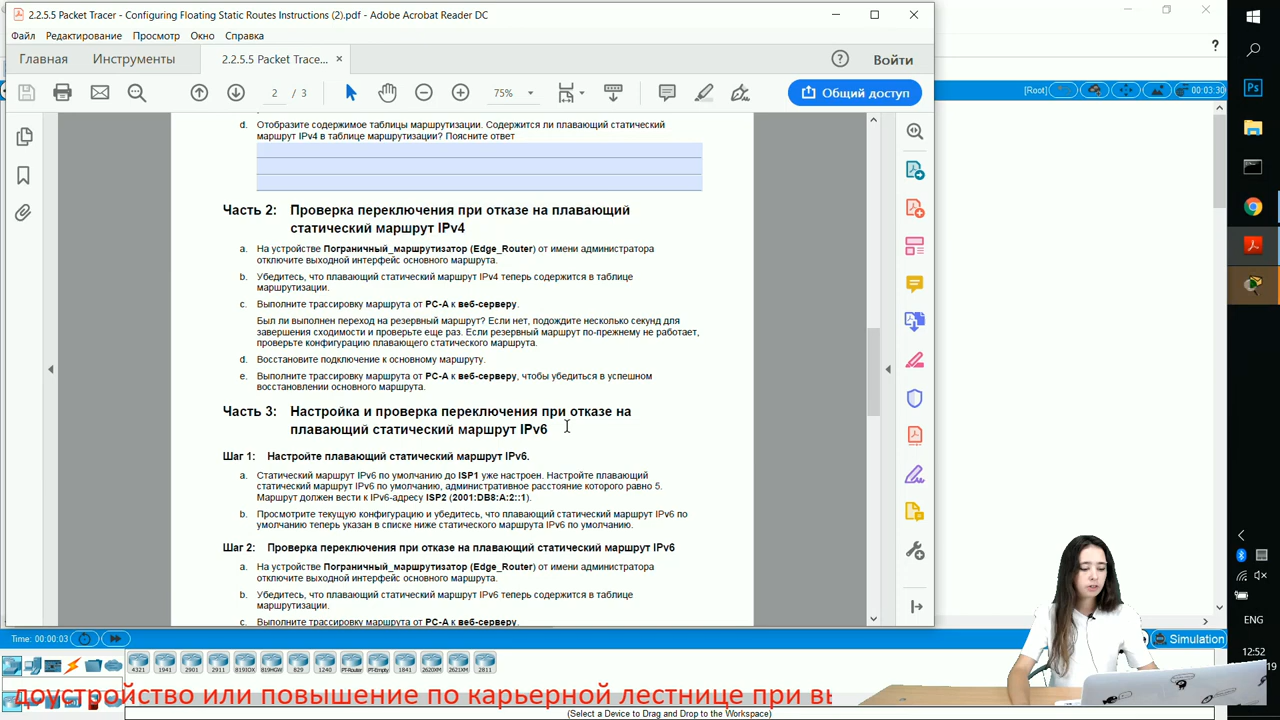 2.2.5.5 Packet Tracer - Configuring Floating Static Routes Instructions (2).pdf - Adobe Acrobat Reader DC
Файл Редактирование Просмотр Окно Справка
Главная Инструменты 2.2.5.5 Packet Trace... × Войти
2 / 3 75% Общий доступ
[Root] 00:03:30
d. Отобразите содержимое таблицы маршрутизации. Содержится ли плавающий статический
маршрут IPv4 в таблице маршрутизации? Поясните ответ
Часть 2: Проверка переключения при отказе на плавающий
статический маршрут IPv4
a. На устройстве Пограничный_маршрутизатор (Edge_Router) от имени администратора
отключите выходной интерфейс основного маршрута.
b. Убедитесь, что плавающий статический маршрут IPv4 теперь содержится в таблице
маршрутизации.
c. Выполните трассировку маршрута от PC-A к веб-серверу.
Был ли выполнен переход на резервный маршрут? Если нет, подождите несколько секунд для
завершения сходимости и проверьте еще раз. Если резервный маршрут по-прежнему не работает,
проверьте конфигурацию плавающего статического маршрута.
d. Восстановите подключение к основному маршруту.
e. Выполните трассировку маршрута от PC-A к веб-серверу, чтобы убедиться в успешном
восстановлении основного маршрута.
Часть 3: Настройка и проверка переключения при отказе на
плавающий статический маршрут IPv6
Шаг 1: Настройте плавающий статический маршрут IPv6.
a. Статический маршрут IPv6 по умолчанию до ISP1 уже настроен. Настройте плавающий
статический маршрут IPv6 по умолчанию, административное расстояние которого равно 5.
Маршрут должен вести к IPv6-адресу ISP2 (2001:DB8:A:2::1).
b. Просмотрите текущую конфигурацию и убедитесь, что плавающий статический маршрут IPv6 по
умолчанию теперь указан в списке ниже статического маршрута IPv6 по умолчанию.
Шаг 2: Проверка переключения при отказе на плавающий статический маршрут IPv6
a. На устройстве Пограничный_маршрутизатор (Edge_Router) от имени администратора
отключите выходной интерфейс основного маршрута.
b. Убедитесь, что плавающий статический маршрут IPv6 теперь содержится в таблице
маршрутизации.
c. Выполните трассировку маршрута от PC-A к веб-серверу.
ENG
12:52
Time: 00:00:03 Simulation
4321 1941 2901 2911 819IOX 819HGW 829 1240 PT-Router PT-Empty 1841 2620XM 2621XM 2811
доустройство или повышение по карьерной лестнице при вы
(Select a Device to Drag and Drop to the Workspace)